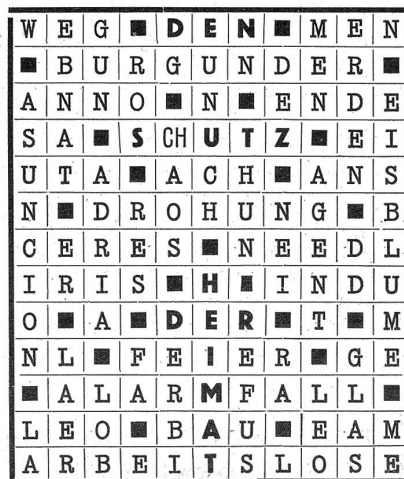 WEG ■ DEN ■ MEN
■ BURGUNDER ■
ANNO ■ N ■ ENDE
SA ■ SCHUTZ ■ EI
UTA ■ ACH ■ ANS
N ■ DROHUNG ■ B
CERES ■ NEEDL
IRIS ■ H ■ INDU
O ■ A ■ DER ■ T ■ M
NL ■ FEIER ■ GE
■ ALARMFALL ■
LEO ■ BAU ■ EAM
ARBEITSLOSE